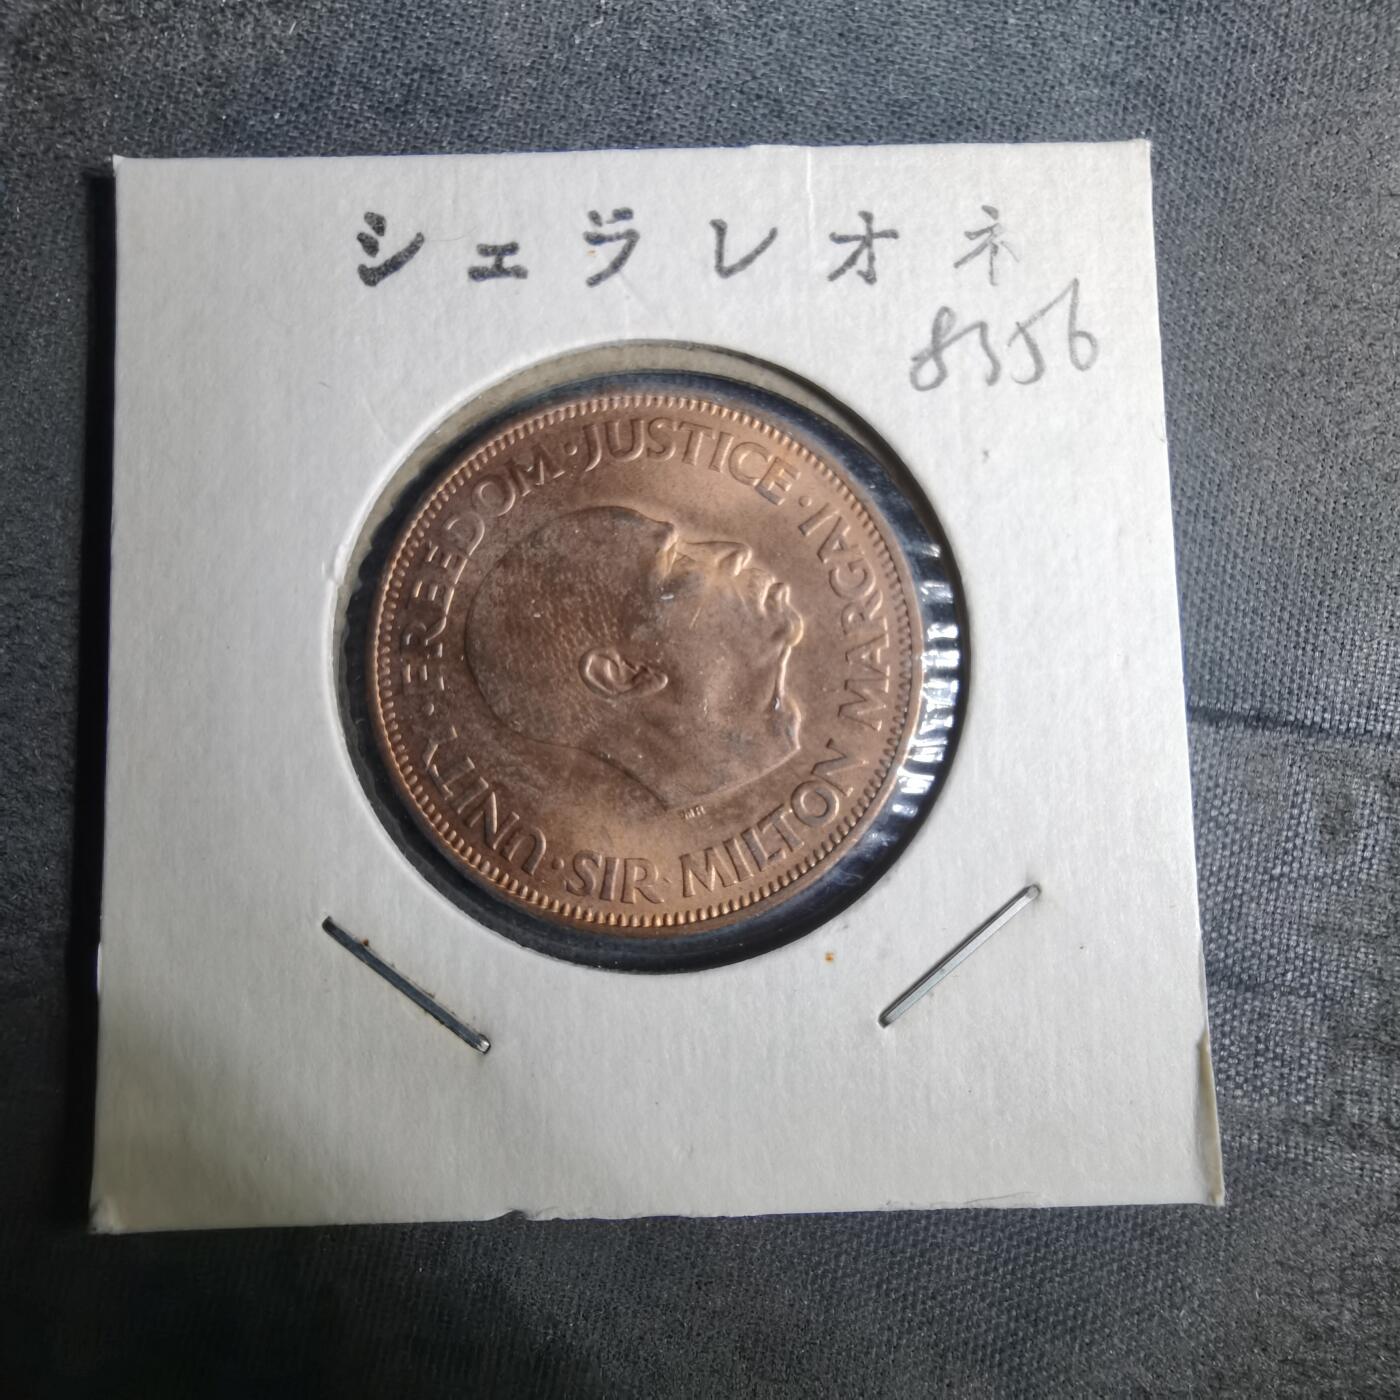 シェラレオネ
8356
UNITY · FREEDOM · JUSTICE · SIR MILTON MARGAI